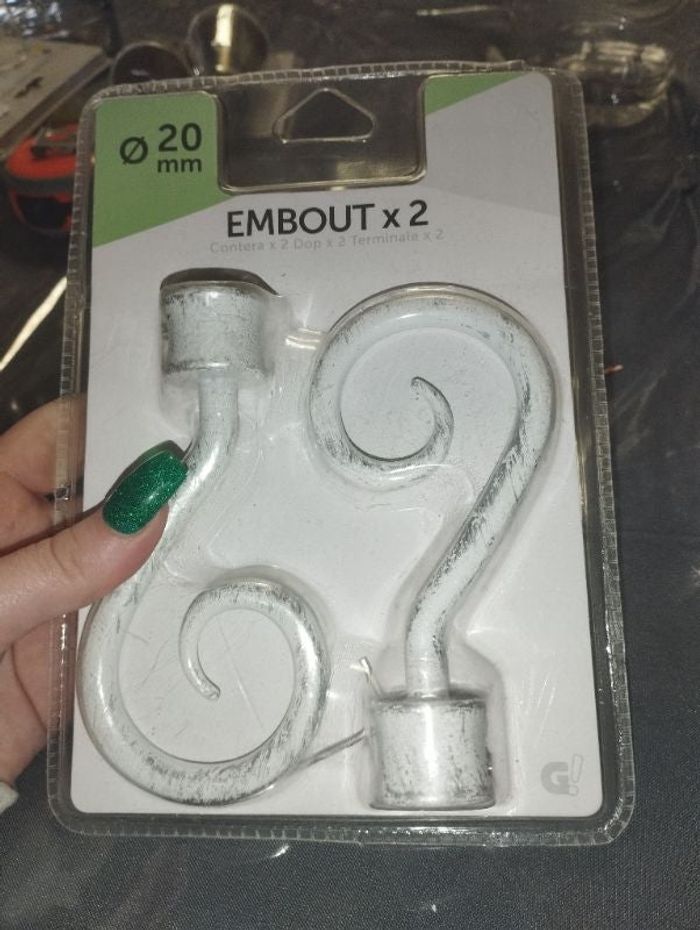 Ø 20
mm
EMBOUT x 2
Contera x 2 Dop x 2 Terminale x 2
G!